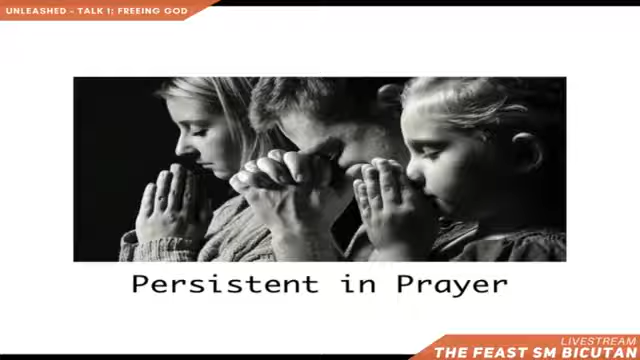 UNLEASHED - TALK 1; FREEING GOD
Persistent in Prayer
LIVESTREAM
THE FEAST SM BICUTAN